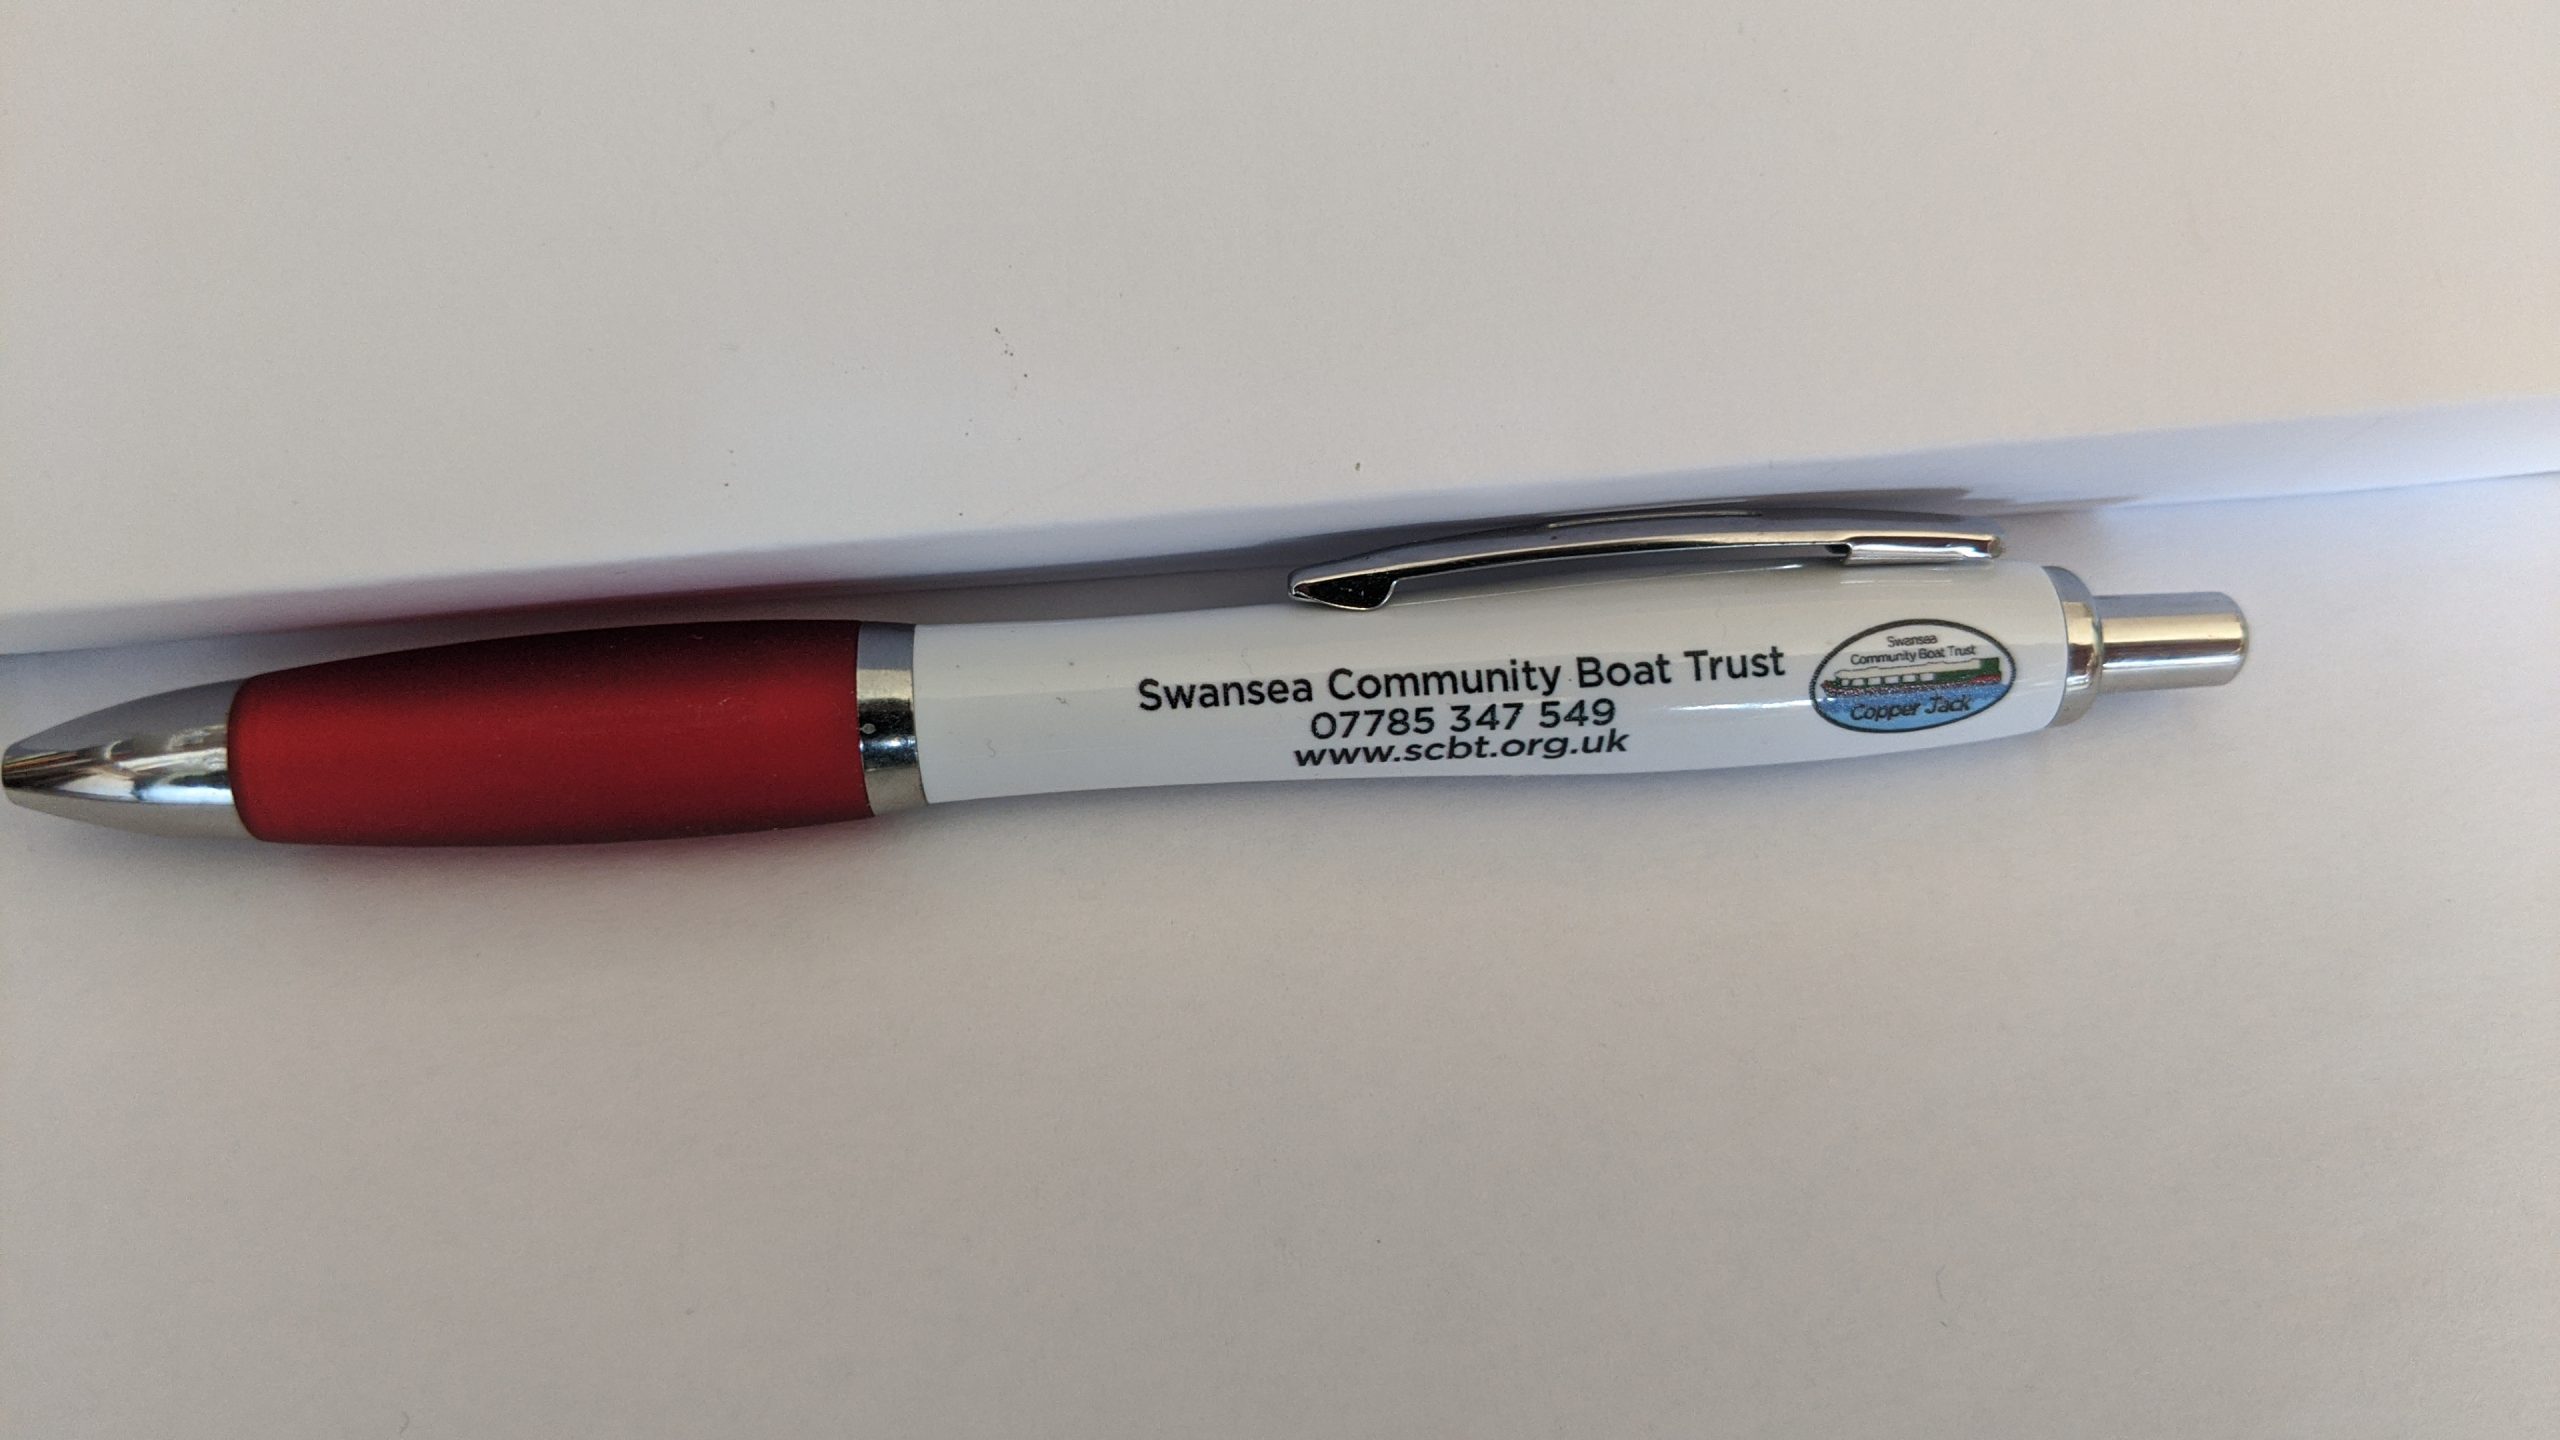 Swansea Community Boat Trust
07785 347 549
www.scbt.org.uk
Swansea
Community Boat Trust
Copper Jack